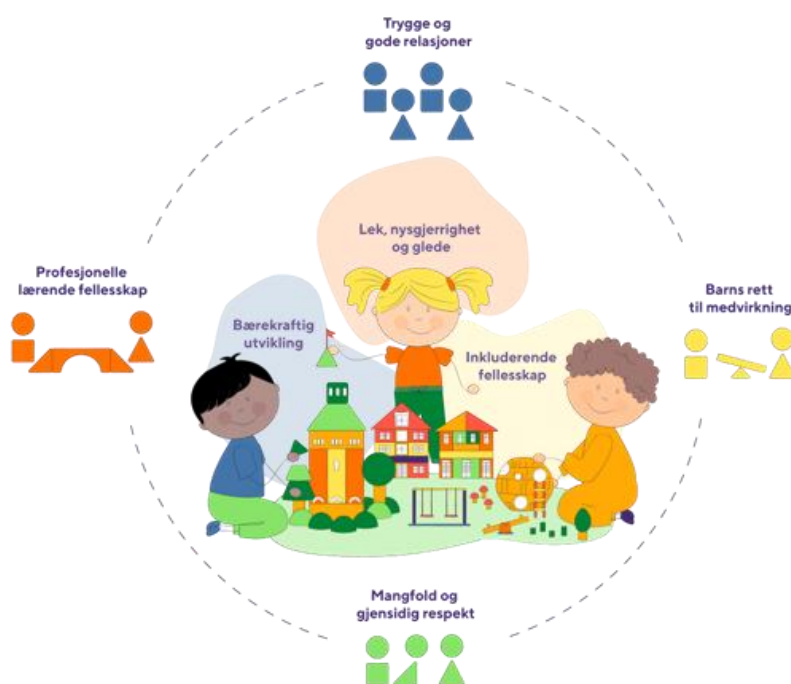 Trygge og
gode relasjoner
Lek, nysgjerrighet
og glede
Profesjonelle
lærende fellesskap
Barns rett
til medvirkning
Bærekraftig
utvikling
Inkluderende
fellesskap
Mangfold og
gjensidig respekt